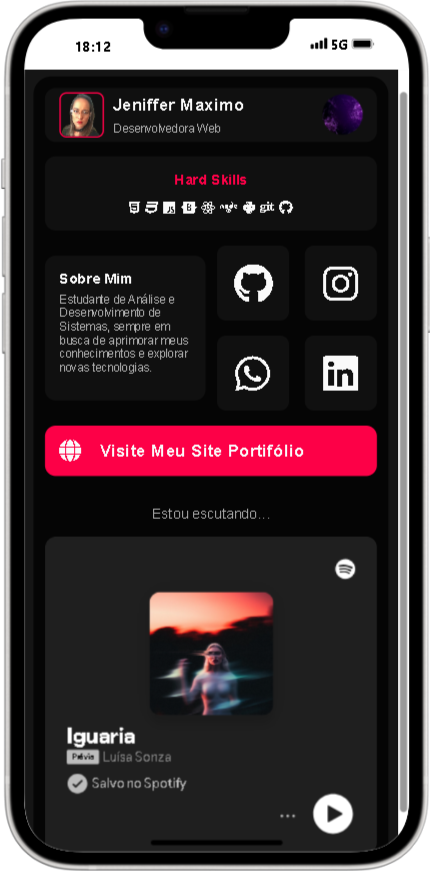 18:12
5G
Jeniffer Maximo
Desenvolvedora Web
Hard Skills
JS
B
git
Sobre Mim
Estudante de Análise e
Desenvolvimento de
Sistemas, sempre em
busca de aprimorar meus
conhecimentos e explorar
novas tecnologias.
in
Visite Meu Site Portifólio
Estou escutando...
Iguaria
Prévia Luísa Sonza
Salvo no Spotify